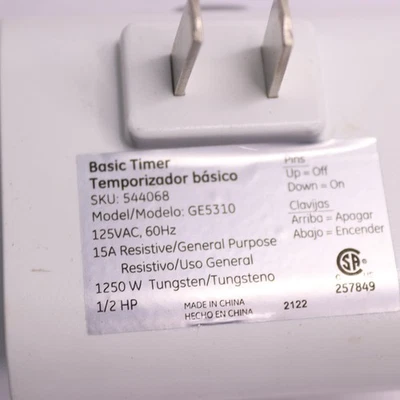 Basic Timer
Temporizador básico
SKU: 544068
Model/Modelo: GE5310
125VAC, 60Hz
15A Resistive/General Purpose
Resistivo/Uso General
1250 W Tungsten/Tungsteno
1/2 HP
MADE IN CHINA
HECHO EN CHINA
2122
Pins
Up = Off
Down = On
Clavijas
Arriba = Apagar
Abajo = Encender
257849